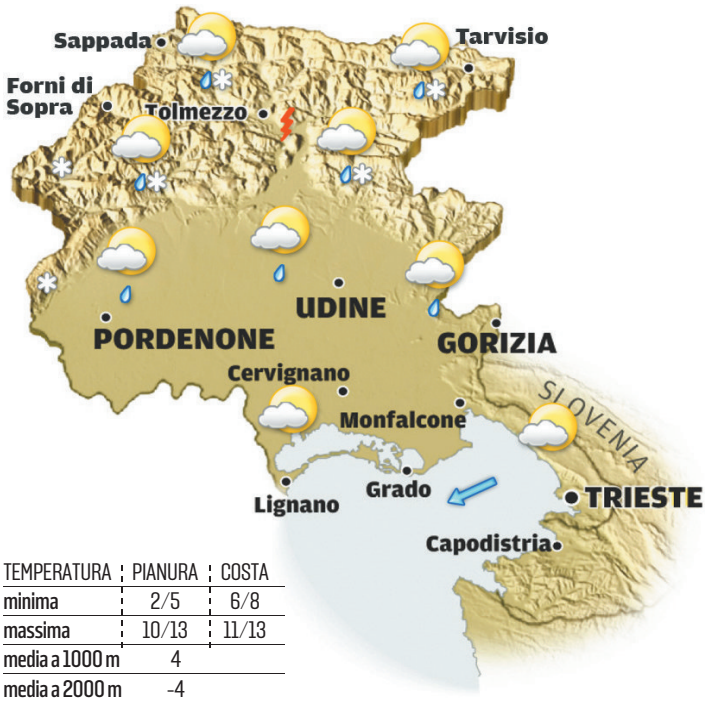 Sappada
Tarvisio
Forni di
Sopra
Tolmezzo
UDINE
PORDENONE
GORIZIA
Cervignano
SLOVENIA
Monfalcone
Grado
Lignano
TRIESTE
Capodistria
TEMPERATURA PIANURA COSTA
minima 2/5 6/8
massima 10/13 11/13
media a 1000 m 4
media a 2000 m -4